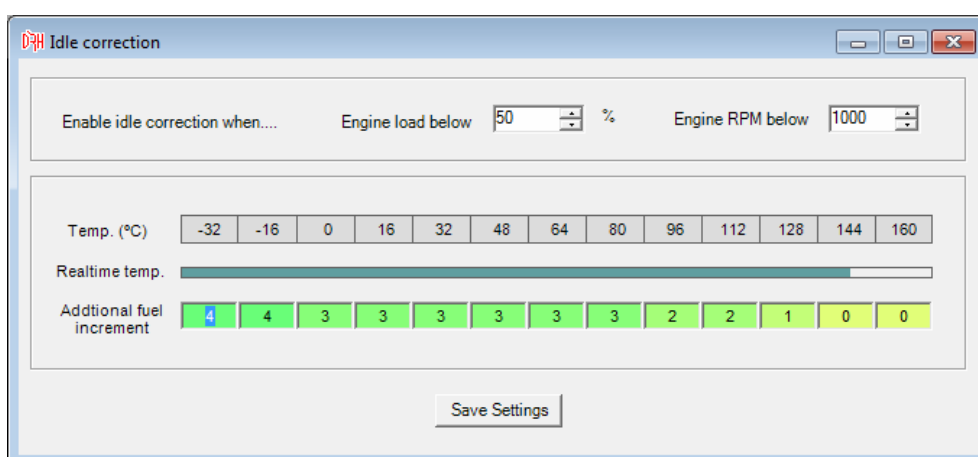 DRH Idle correction
Enable idle correction when.... Engine load below 50 % Engine RPM below 1000
Temp. (ºC) -32 -16 0 16 32 48 64 80 96 112 128 144 160
Realtime temp.
Addtional fuel
increment 4 4 3 3 3 3 3 3 2 2 1 0 0
Save Settings